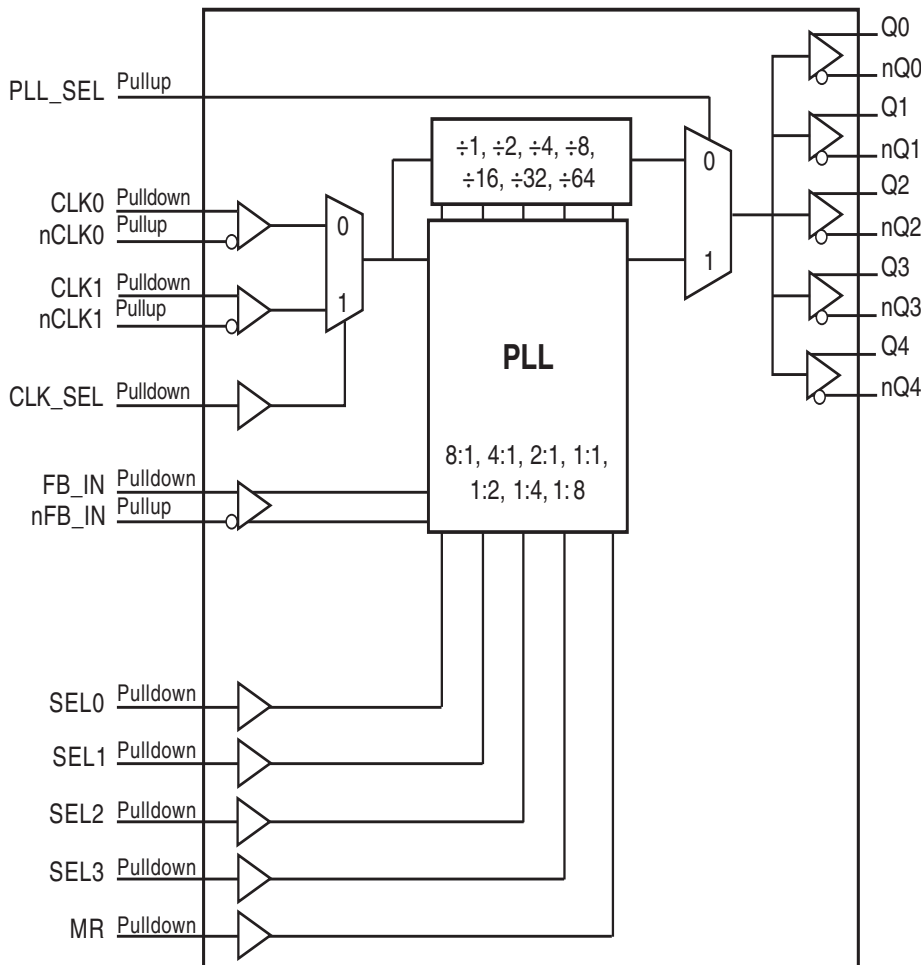 PLL_SEL Pullup
CLK0 Pulldown
nCLK0 Pullup
CLK1 Pulldown
nCLK1 Pullup
CLK_SEL Pulldown
FB_IN Pulldown
nFB_IN Pullup
SEL0 Pulldown
SEL1 Pulldown
SEL2 Pulldown
SEL3 Pulldown
MR Pulldown
0
1
÷1, ÷2, ÷4, ÷8,
÷16, ÷32, ÷64
PLL
8:1, 4:1, 2:1, 1:1,
1:2, 1:4, 1:8
0
1
Q0
nQ0
Q1
nQ1
Q2
nQ2
Q3
nQ3
Q4
nQ4